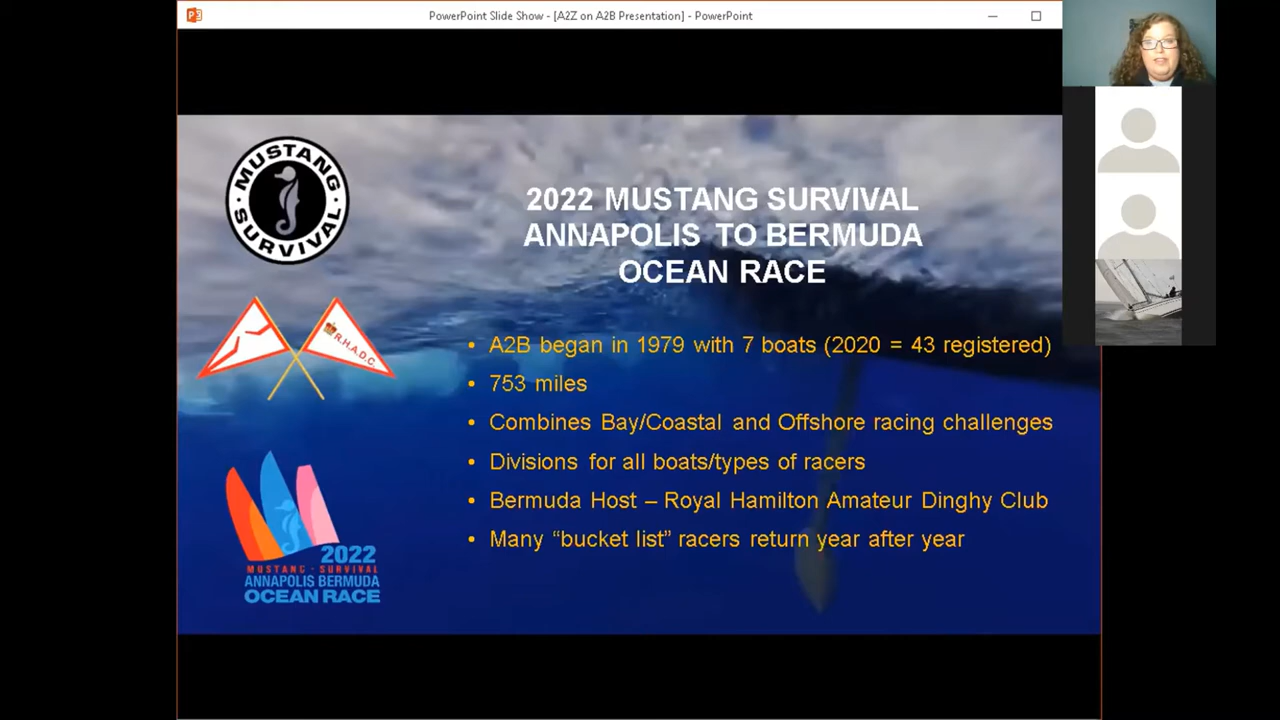 PowerPoint Slide Show - [A2Z on A2B Presentation] - PowerPoint
MUSTANG
SURVIVAL
2022 MUSTANG SURVIVAL
ANNAPOLIS TO BERMUDA
OCEAN RACE
R.H.A.D.C.
• A2B began in 1979 with 7 boats (2020 = 43 registered)
• 753 miles
• Combines Bay/Coastal and Offshore racing challenges
• Divisions for all boats/types of racers
• Bermuda Host – Royal Hamilton Amateur Dinghy Club
• Many “bucket list” racers return year after year
2022
MUSTANG · SURVIVAL
ANNAPOLIS BERMUDA
OCEAN RACE